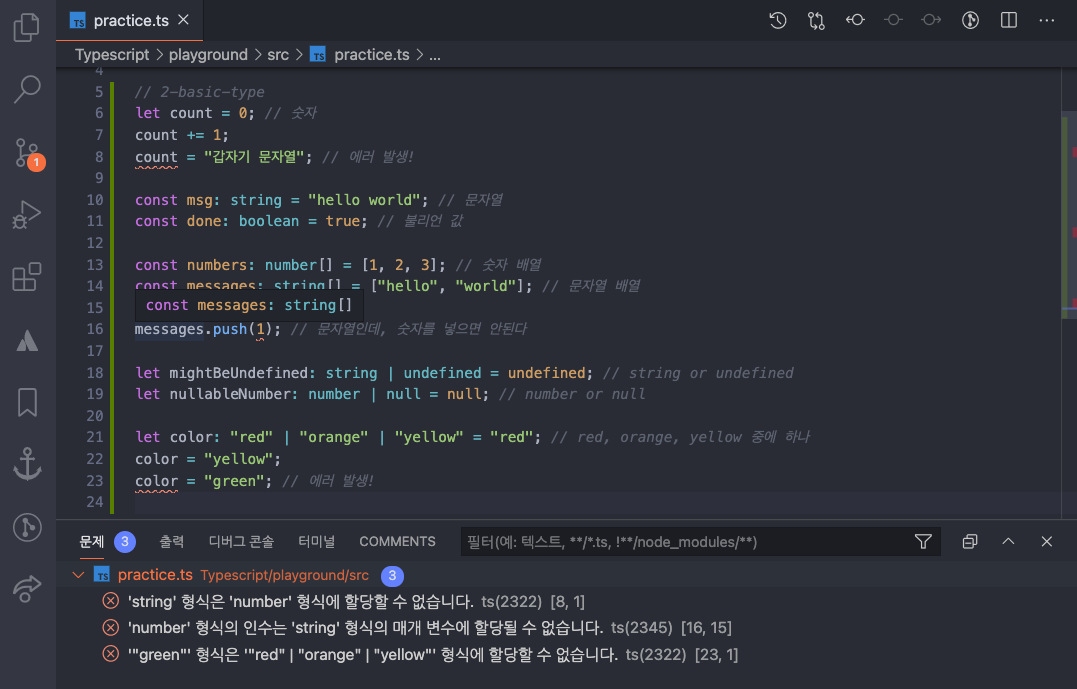 TS practice.ts
Typescript > playground > src > TS practice.ts > ...
4
5 // 2-basic-type
6 let count = 0; // 숫자
7 count += 1;
8 count = "갑자기 문자열"; // 에러 발생!
9
10 const msg: string = "hello world"; // 문자열
11 const done: boolean = true; // 불리언 값
12
13 const numbers: number[] = [1, 2, 3]; // 숫자 배열
14 const messages: string[] = ["hello", "world"]; // 문자열 배열
15 const messages: string[]
16 messages.push(1); // 문자열인데, 숫자를 넣으면 안된다
17
18 let mightBeUndefined: string | undefined = undefined; // string or undefined
19 let nullableNumber: number | null = null; // number or null
20
21 let color: "red" | "orange" | "yellow" = "red"; // red, orange, yellow 중에 하나
22 color = "yellow";
23 color = "green"; // 에러 발생!
24
1
문제 3 출력 디버그 콘솔 터미널 COMMENTS 필터(예: 텍스트, **/*.ts, !**/node_modules/**)
TS practice.ts Typescript/playground/src 3
'string' 형식은 'number' 형식에 할당할 수 없습니다. ts(2322) [8, 1]
'number' 형식의 인수는 'string' 형식의 매개 변수에 할당될 수 없습니다. ts(2345) [16, 15]
'"green"' 형식은 '"red" | "orange" | "yellow"' 형식에 할당할 수 없습니다. ts(2322) [23, 1]